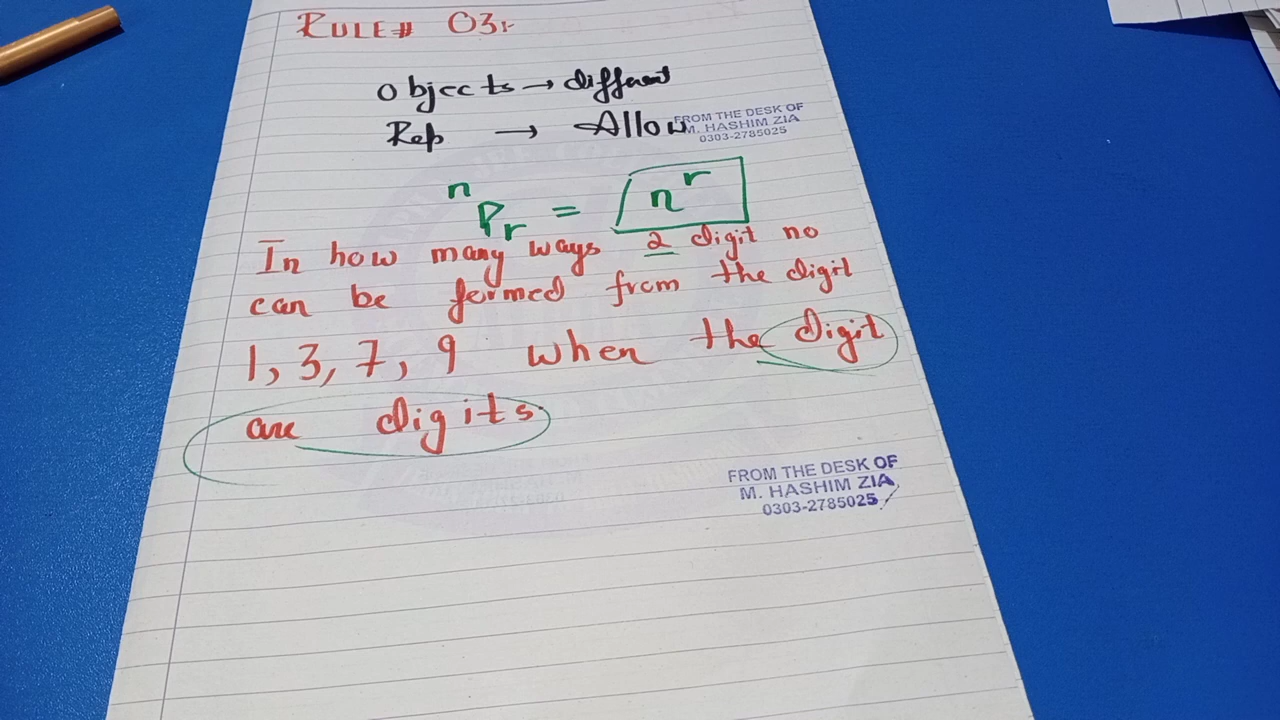 RULE# 03:-
Objects → different
Rep → Allow
FROM THE DESK OF
M. HASHIM ZIA
0303-2785025
nPr = nr
In how many ways 2 digit no
can be formed from the digit
1, 3, 7, 9 when the digit
are digits.
FROM THE DESK OF
M. HASHIM ZIA
0303-2785025